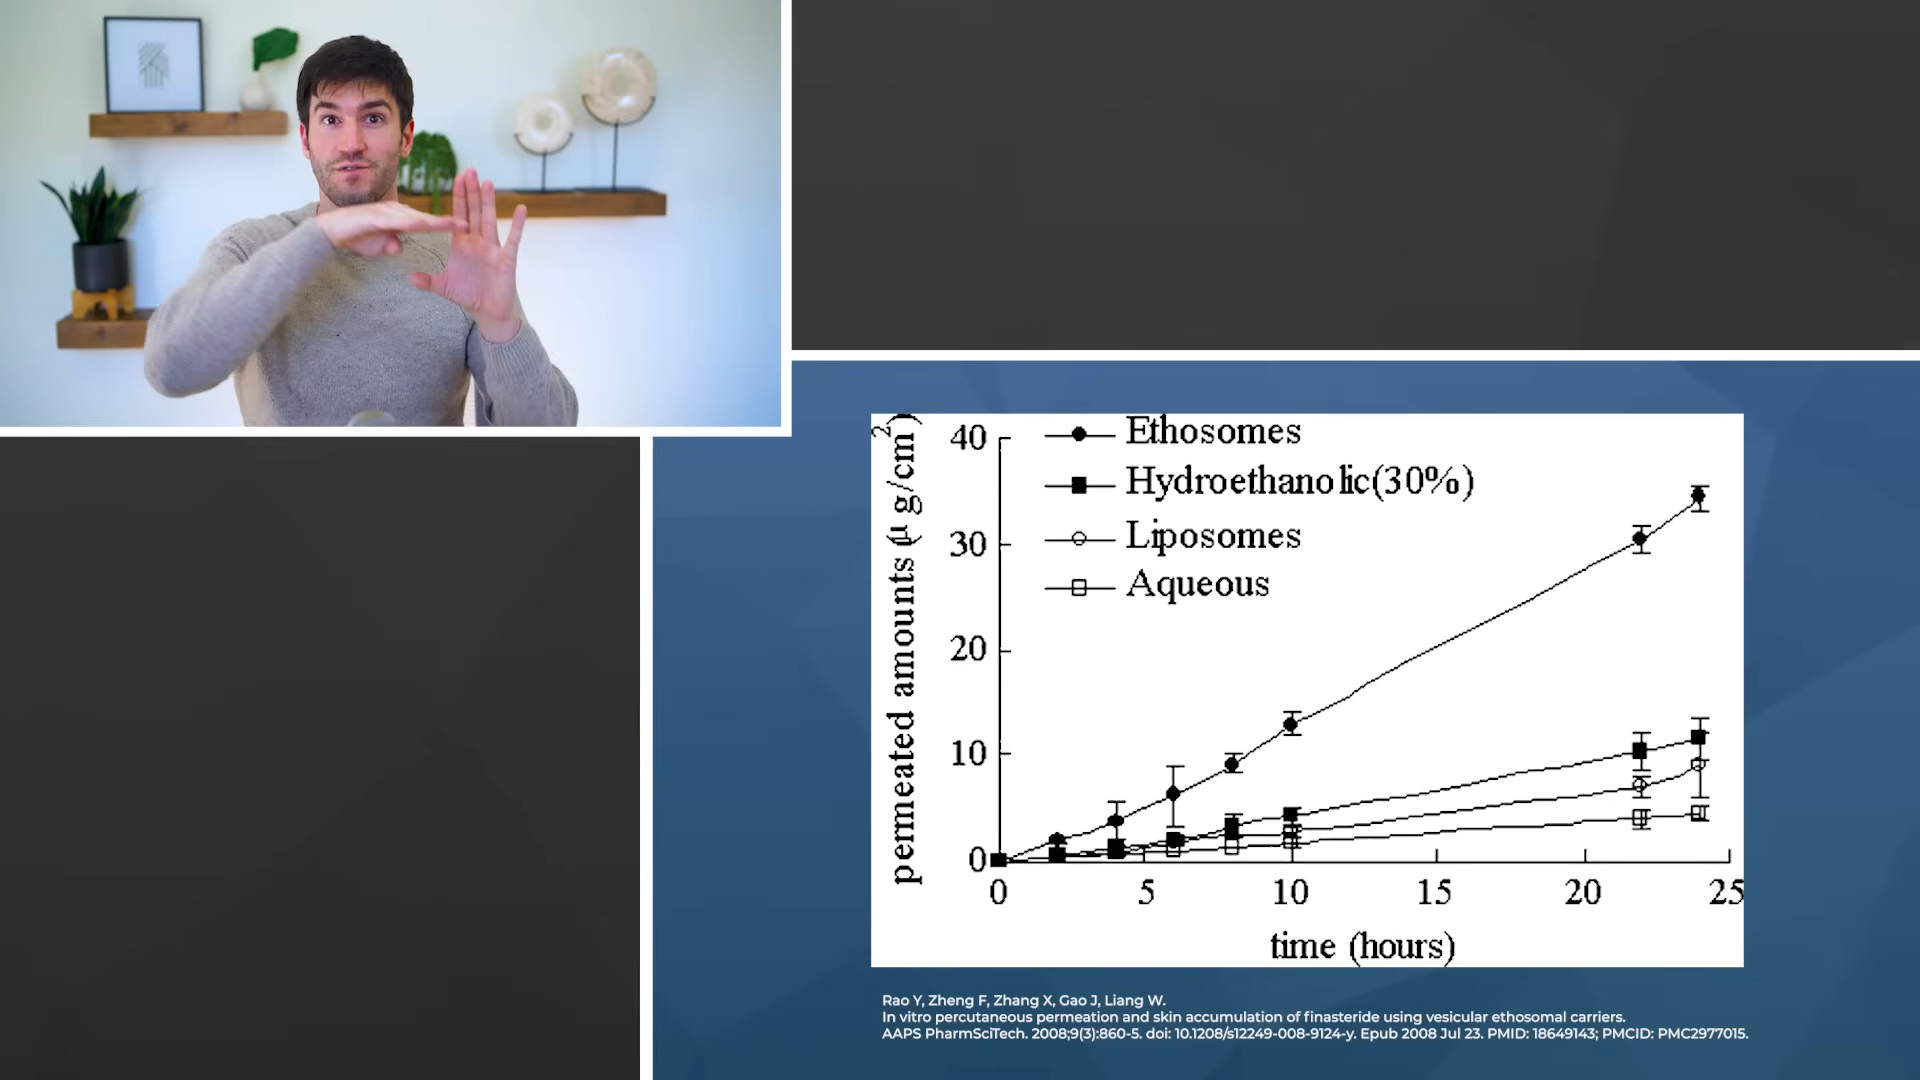 permeated amounts (μ g/cm²)
40
30
20
10
0
Ethosomes
Hydroethanolic(30%)
Liposomes
Aqueous
0 5 10 15 20 25
time (hours)
Rao Y, Zheng F, Zhang X, Gao J, Liang W.
In vitro percutaneous permeation and skin accumulation of finasteride using vesicular ethosomal carriers.
AAPS PharmSciTech. 2008;9(3):860-5. doi: 10.1208/s12249-008-9124-y. Epub 2008 Jul 23. PMID: 18649143; PMCID: PMC2977015.